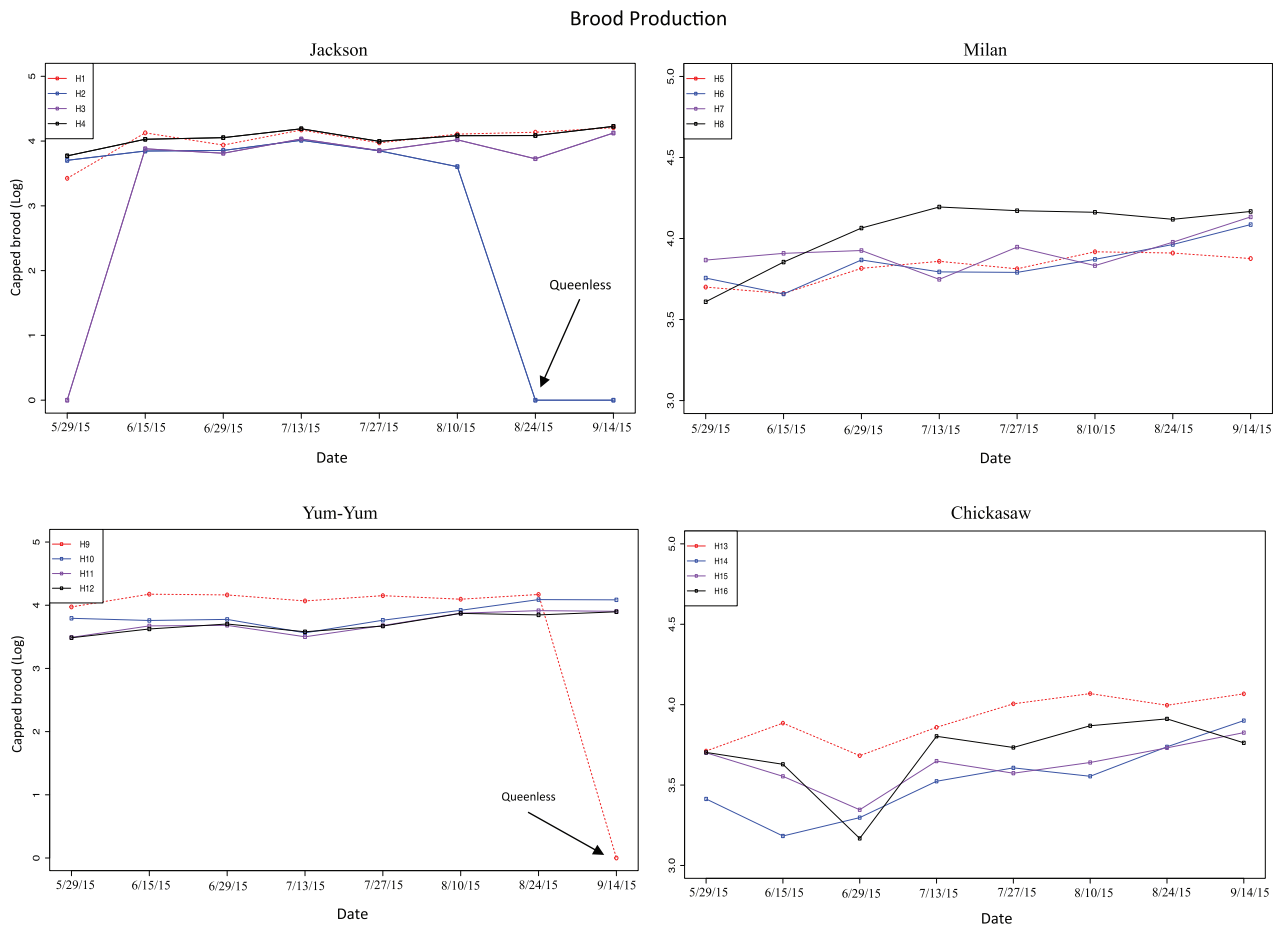 Brood Production
Jackson
Capped brood (Log)
5
4
3
2
1
0
H1
H2
H3
H4
Queenless
5/29/15 6/15/15 6/29/15 7/13/15 7/27/15 8/10/15 8/24/15 9/14/15
Date
Milan
5.0
4.5
4.0
3.5
3.0
H5
H6
H7
H8
5/29/15 6/15/15 6/29/15 7/13/15 7/27/15 8/10/15 8/24/15 9/14/15
Date
Yum-Yum
Capped brood (Log)
5
4
3
2
1
0
H9
H10
H11
H12
Queenless
5/29/15 6/15/15 6/29/15 7/13/15 7/27/15 8/10/15 8/24/15 9/14/15
Date
Chickasaw
5.0
4.5
4.0
3.5
3.0
H13
H14
H15
H16
5/29/15 6/15/15 6/29/15 7/13/15 7/27/15 8/10/15 8/24/15 9/14/15
Date